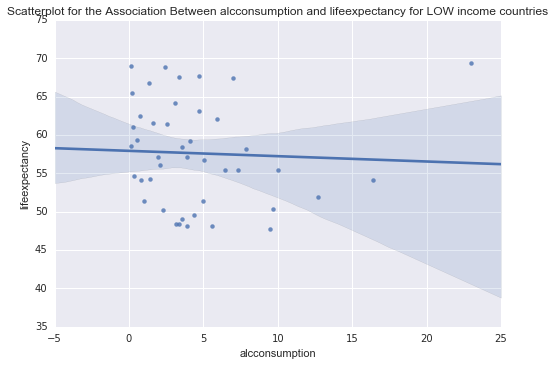 Scatterplot for the Association Between alcconsumption and lifeexpectancy for LOW income countries
75
70
65
60
55
50
45
40
35
lifeexpectancy
−5 0 5 10 15 20 25
alcconsumption